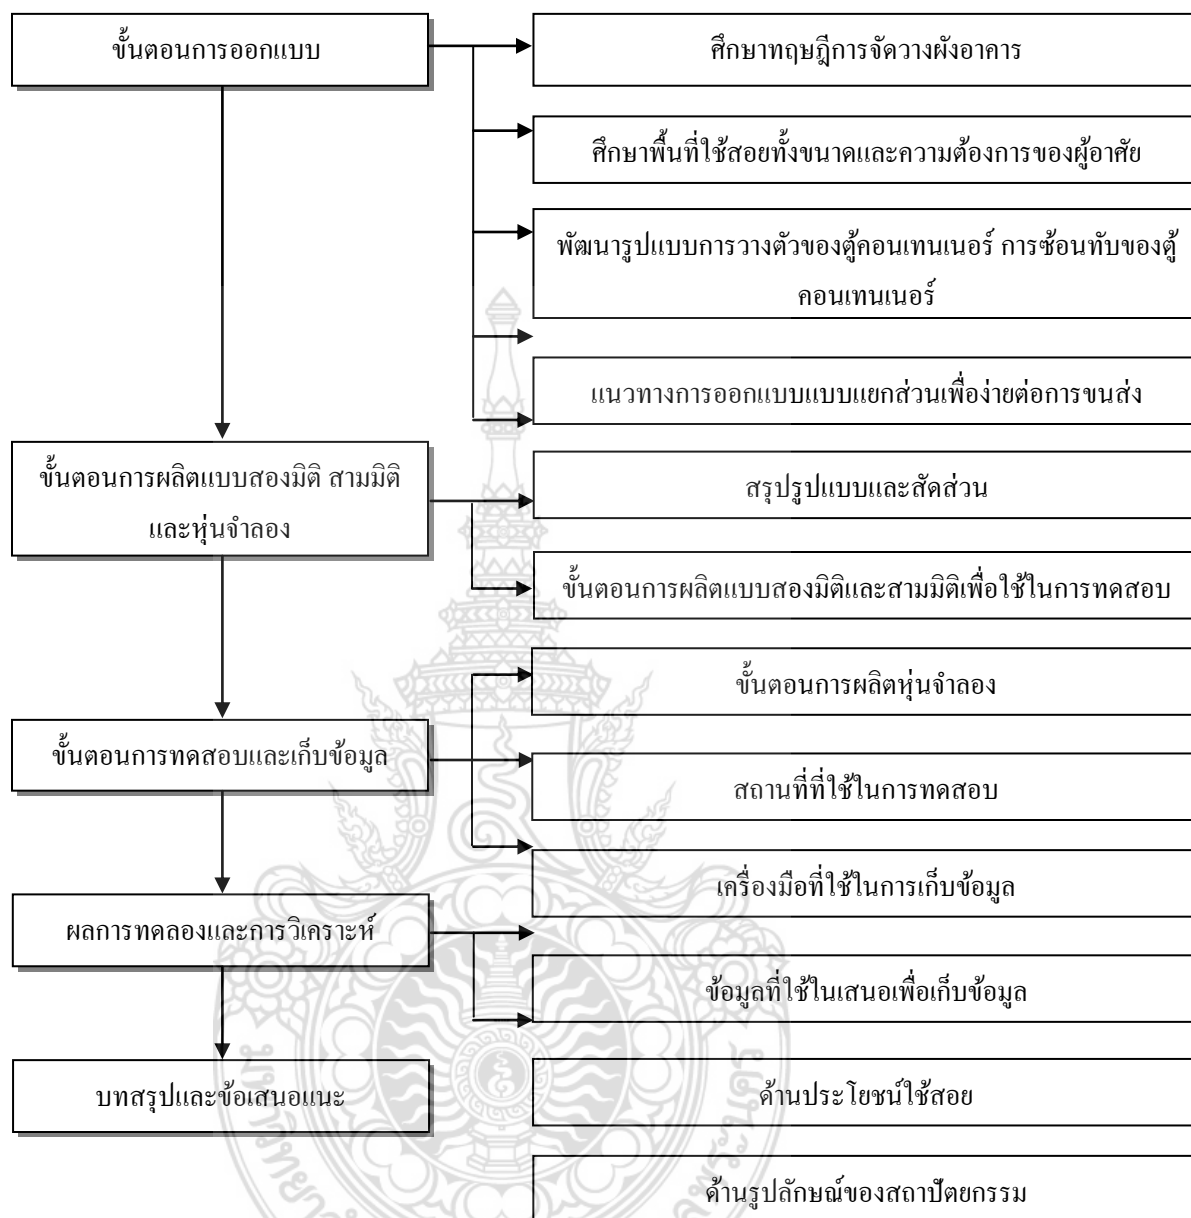 ขั้นตอนการออกแบบ
ศึกษาทฤษฎีการจัดวางผังอาคาร
ศึกษาพื้นที่ใช้สอยทั้งขนาดและความต้องการของผู้อาศัย
พัฒนารูปแบบการวางตัวของตู้คอนเทนเนอร์ การซ้อนทับของตู้
คอนเทนเนอร์
แนวทางการออกแบบแบบแยกส่วนเพื่อง่ายต่อการขนส่ง
ขั้นตอนการผลิตแบบสองมิติ สามมิติ
และหุ่นจำลอง
สรุปรูปแบบและสัดส่วน
ขั้นตอนการผลิตแบบสองมิติและสามมิติเพื่อใช้ในการทดสอบ
ขั้นตอนการผลิตหุ่นจำลอง
ขั้นตอนการทดสอบและเก็บข้อมูล
สถานที่ที่ใช้ในการทดสอบ
เครื่องมือที่ใช้ในการเก็บข้อมูล
ผลการทดลองและการวิเคราะห์
ข้อมูลที่ใช้ในเสนอเพื่อเก็บข้อมูล
บทสรุปและข้อเสนอแนะ
ด้านประโยชน์ใช้สอย
ด้านรูปลักษณ์ของสถาปัตยกรรม